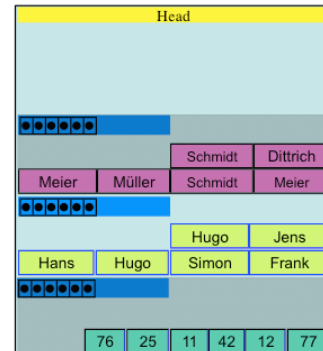 Head
Schmidt Dittrich
Meier Müller Schmidt Meier
Hugo Jens
Hans Hugo Simon Frank
76 25 11 42 12 77